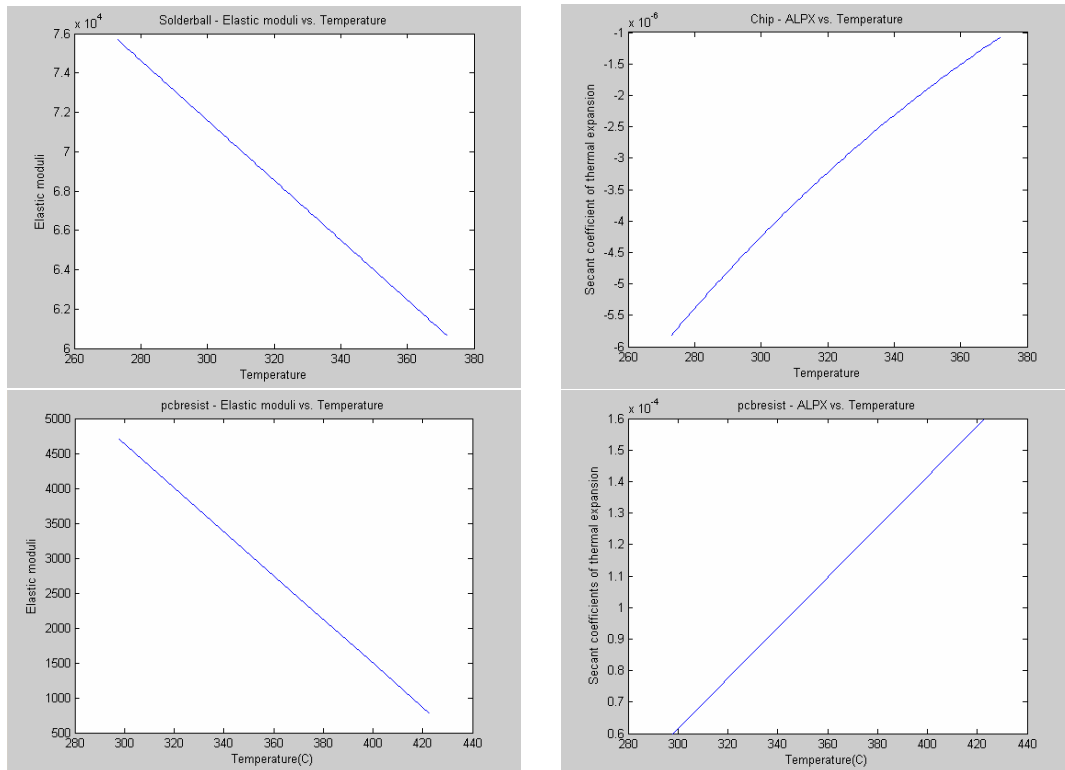 Solderball - Elastic moduli vs. Temperature
x 10^4
7.6
7.4
7.2
7
6.8
6.6
6.4
6.2
6
Elastic moduli
260 280 300 320 340 360 380
Temperature
Chip - ALPX vs. Temperature
x 10^-6
-1
-1.5
-2
-2.5
-3
-3.5
-4
-4.5
-5
-5.5
-6
Secant coefficient of thermal expansion
260 280 300 320 340 360 380
Temperature
pcbresist - Elastic moduli vs. Temperature
5000
4500
4000
3500
3000
2500
2000
1500
1000
500
Elastic moduli
280 300 320 340 360 380 400 420 440
Temperature(C)
pcbresist - ALPX vs. Temperature
x 10^-4
1.6
1.5
1.4
1.3
1.2
1.1
1
0.9
0.8
0.7
0.6
Secant coefficients of thermal expansion
280 300 320 340 360 380 400 420 440
Temperature(C)